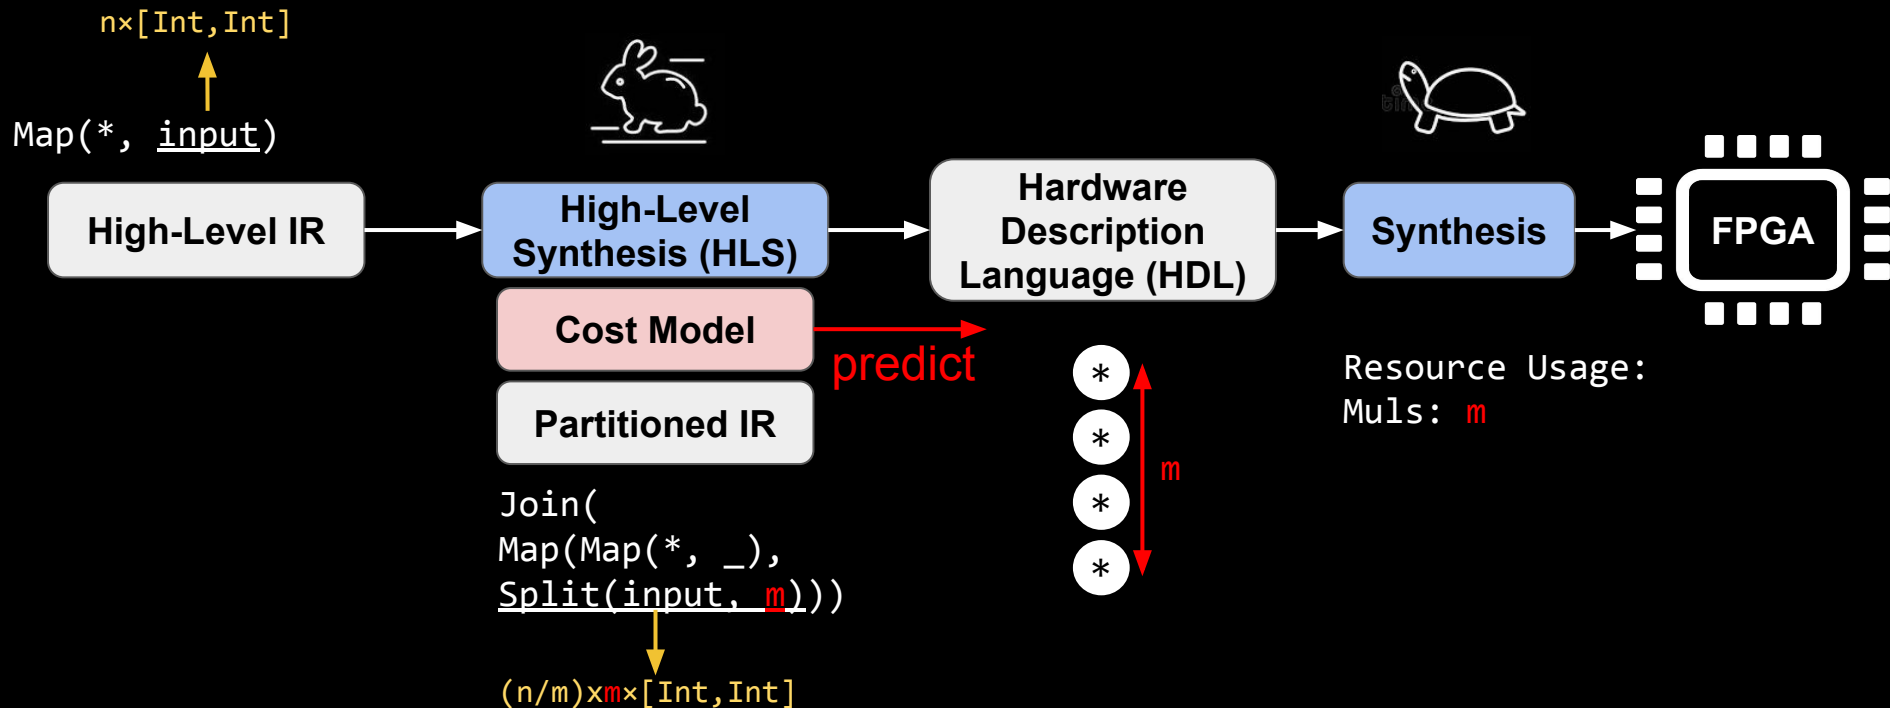 n×[Int,Int]
Map(*, input)
High-Level IR
High-Level
Synthesis (HLS)
Cost Model
predict
Partitioned IR
Join(
Map(Map(*, _),
Split(input, m)))
(n/m)xm×[Int,Int]
Hardware
Description
Language (HDL)
*
*
*
*
m
Synthesis
FPGA
Resource Usage:
Muls: m